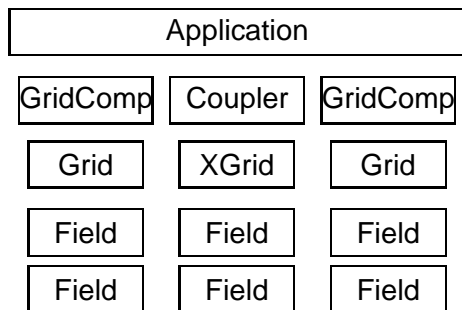 Application
GridComp Coupler GridComp
Grid XGrid Grid
Field Field Field
Field Field Field